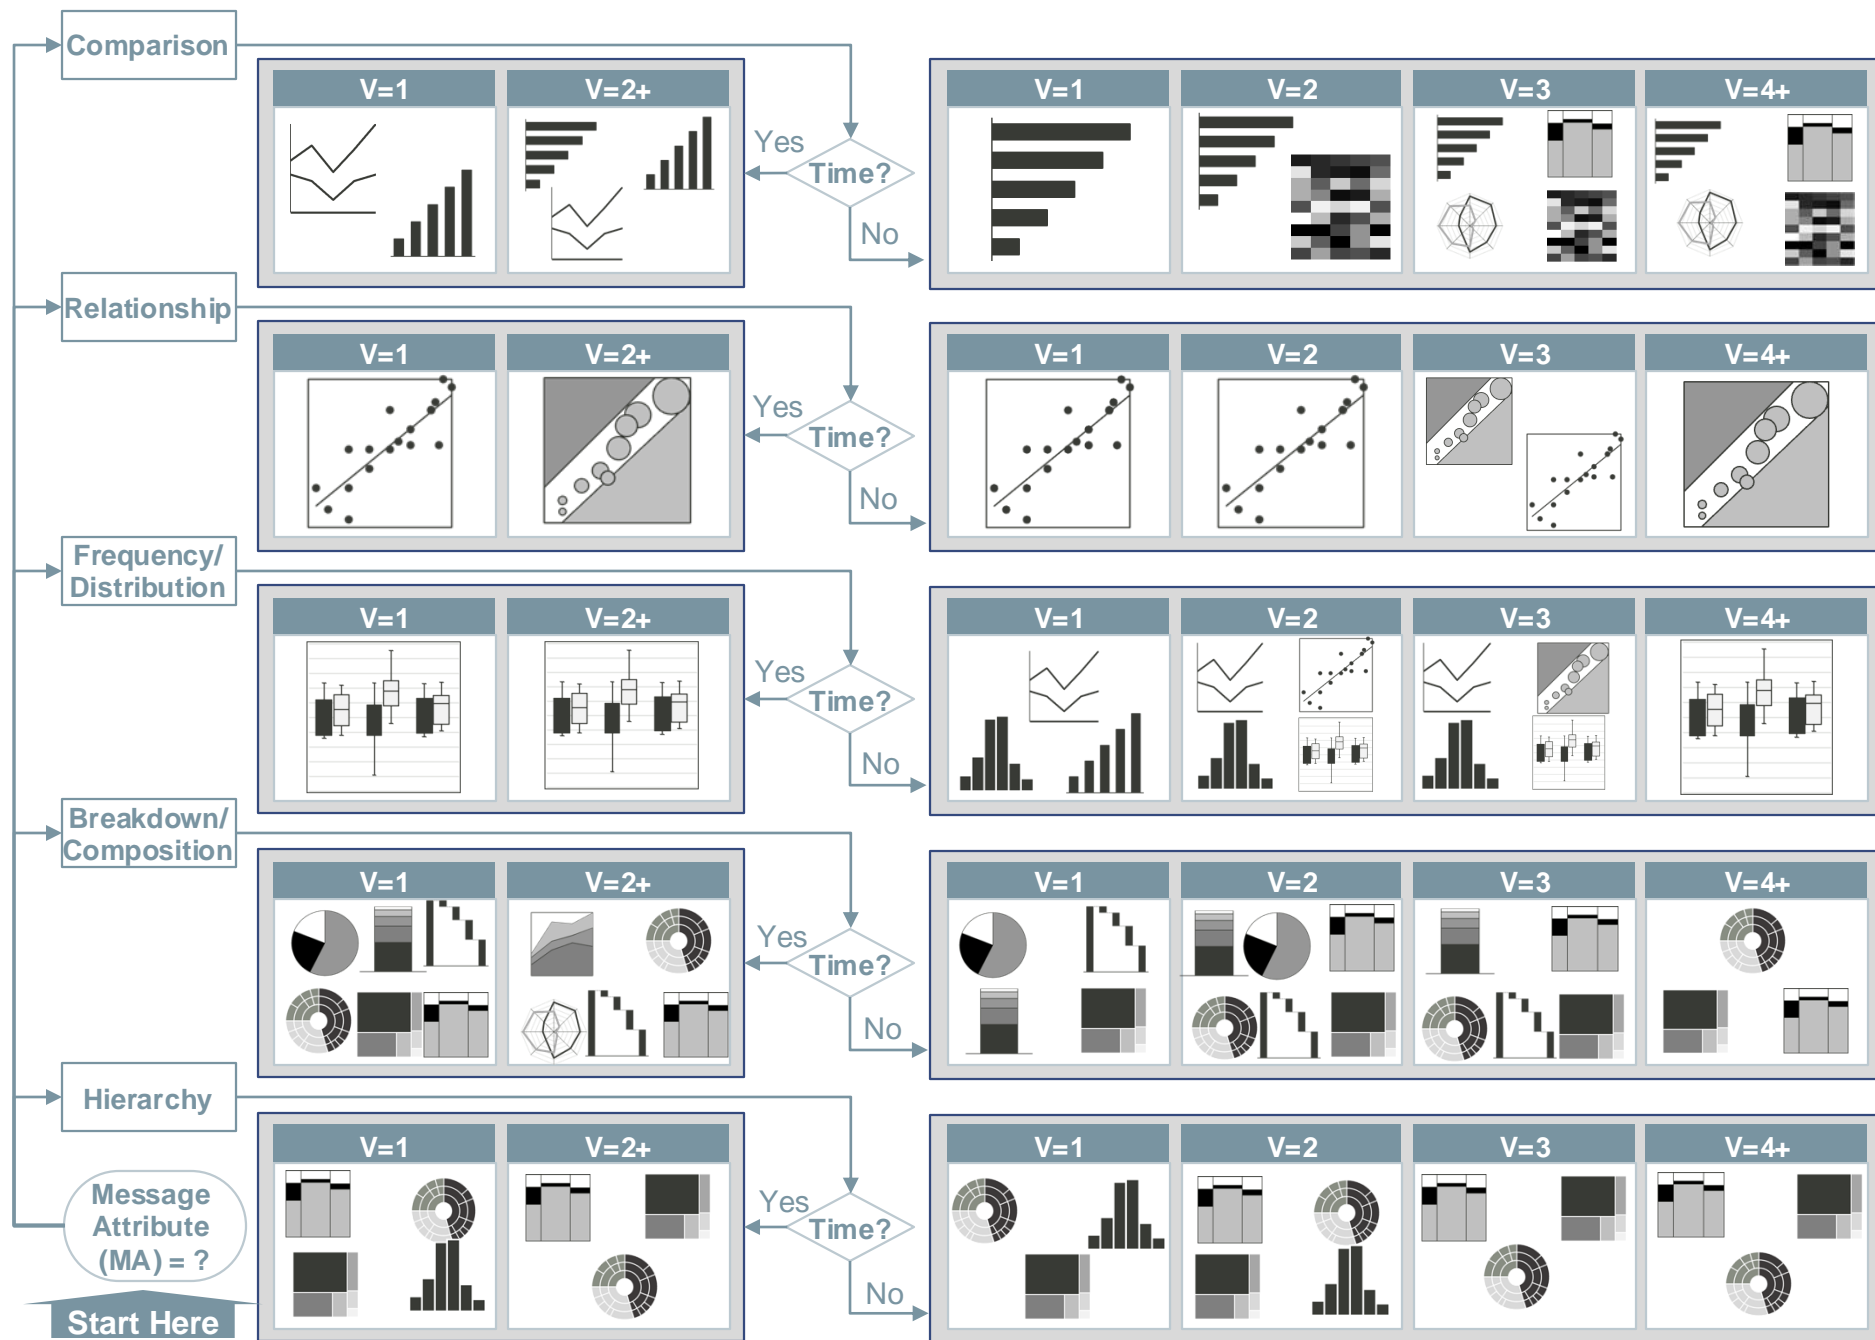 Comparison
V=1
V=2+
Yes
Time?
No
V=1
V=2
V=3
V=4+
Relationship
V=1
V=2+
Yes
Time?
No
V=1
V=2
V=3
V=4+
Frequency/
Distribution
V=1
V=2+
Yes
Time?
No
V=1
V=2
V=3
V=4+
Breakdown/
Composition
V=1
V=2+
Yes
Time?
No
V=1
V=2
V=3
V=4+
Hierarchy
V=1
V=2+
Yes
Time?
No
V=1
V=2
V=3
V=4+
Message
Attribute
(MA) = ?
Start Here